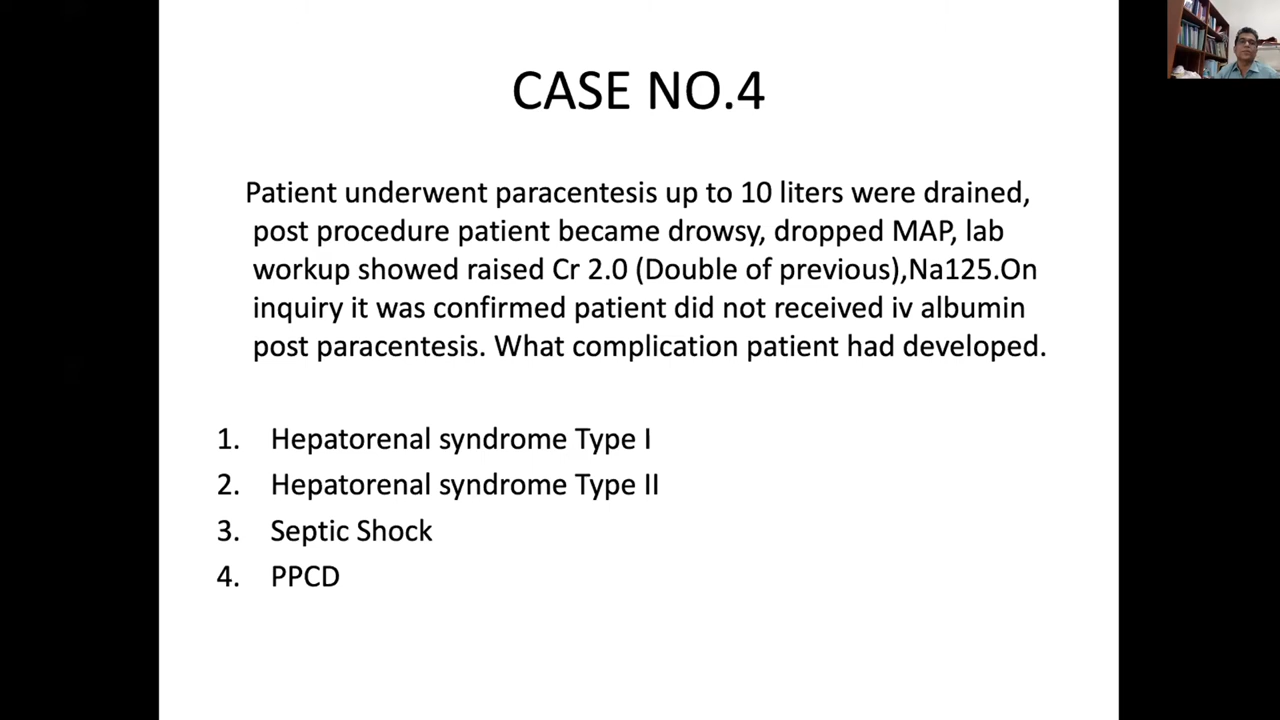 CASE NO.4
Patient underwent paracentesis up to 10 liters were drained,
post procedure patient became drowsy, dropped MAP, lab
workup showed raised Cr 2.0 (Double of previous),Na125.On
inquiry it was confirmed patient did not received iv albumin
post paracentesis. What complication patient had developed.
1. Hepatorenal syndrome Type I
2. Hepatorenal syndrome Type II
3. Septic Shock
4. PPCD